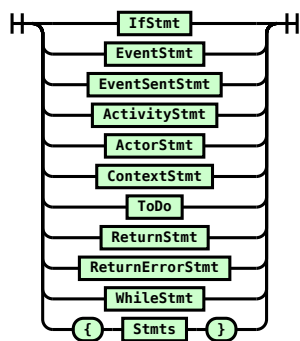 IfStmt
EventStmt
EventSentStmt
ActivityStmt
ActorStmt
ContextStmt
ToDo
ReturnStmt
ReturnErrorStmt
WhileStmt
{ Stmts }